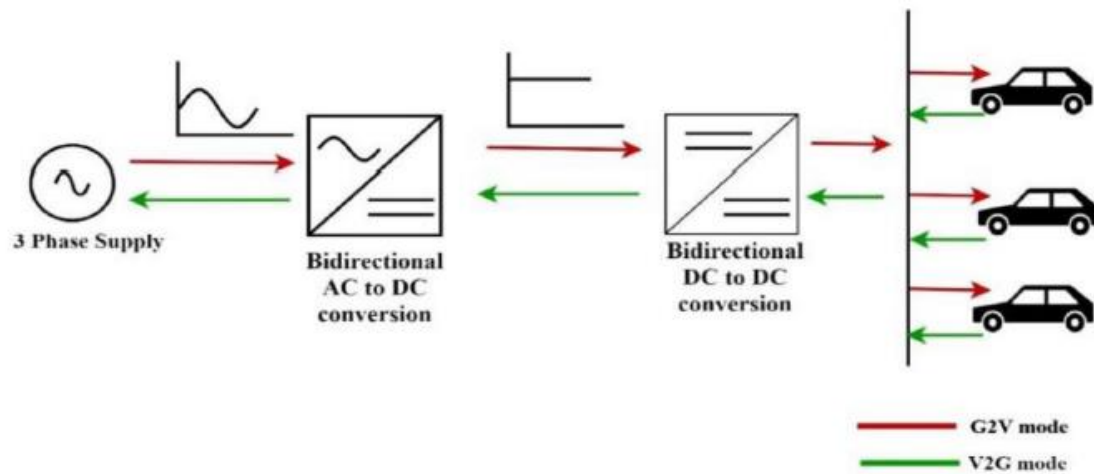 3 Phase Supply
Bidirectional
AC to DC
conversion
Bidirectional
DC to DC
conversion
G2V mode
V2G mode